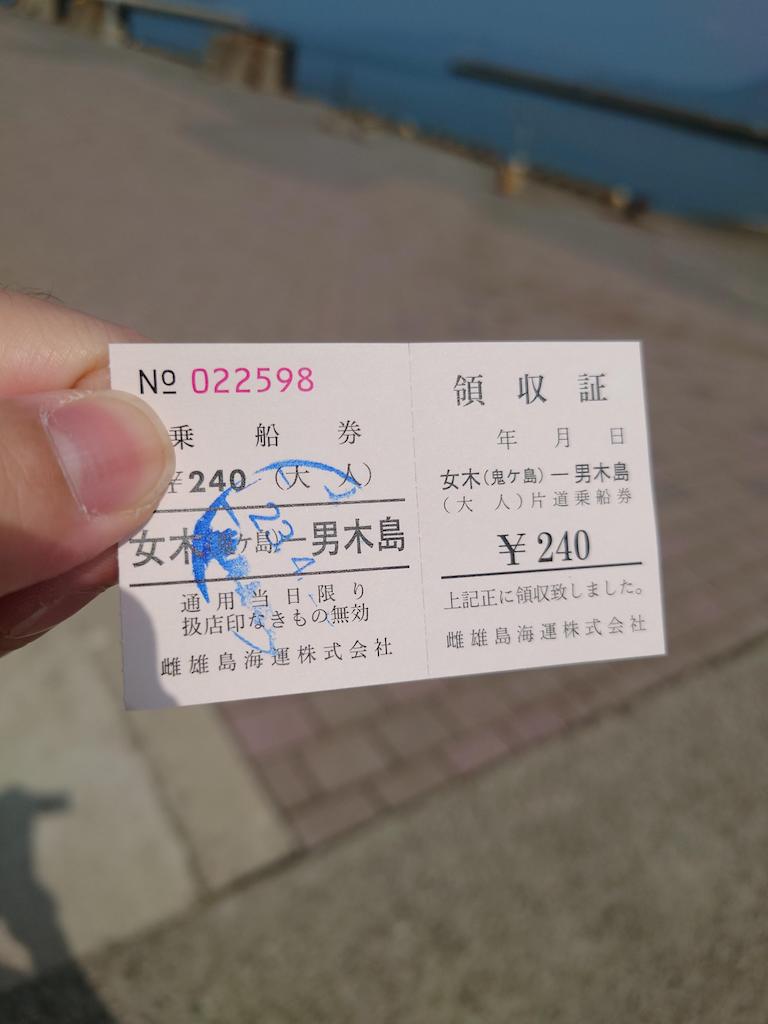 № 022598
乗船券
¥240（大人）
女木(鬼ケ島)ー男木島
通用当日限り
扱店印なきもの無効
雌雄島海運株式会社
領収証
年 月 日
女木(鬼ケ島)ー男木島
(大人)片道乗船券
¥240
上記正に領収致しました。
雌雄島海運株式会社
23.4.